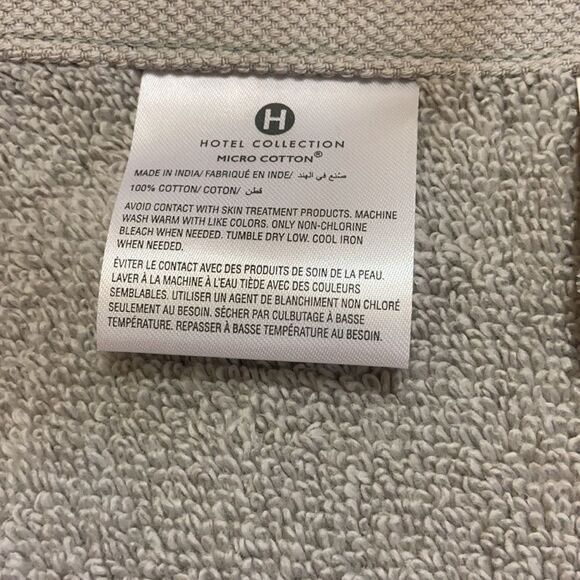 H
HOTEL COLLECTION
MICRO COTTON®
MADE IN INDIA/ FABRIQUÉ EN INDE/ صنع في الهند
100% COTTON/ COTON/ قطن
AVOID CONTACT WITH SKIN TREATMENT PRODUCTS. MACHINE
WASH WARM WITH LIKE COLORS. ONLY NON-CHLORINE
BLEACH WHEN NEEDED. TUMBLE DRY LOW. COOL IRON
WHEN NEEDED.
ÉVITER LE CONTACT AVEC DES PRODUITS DE SOIN DE LA PEAU.
LAVER À LA MACHINE À L'EAU TIÈDE AVEC DES COULEURS
SEMBLABLES. UTILISER UN AGENT DE BLANCHIMENT NON CHLORÉ
SEULEMENT AU BESOIN. SÉCHER PAR CULBUTAGE À BASSE
TEMPÉRATURE. REPASSER À BASSE TEMPÉRATURE AU BESOIN.